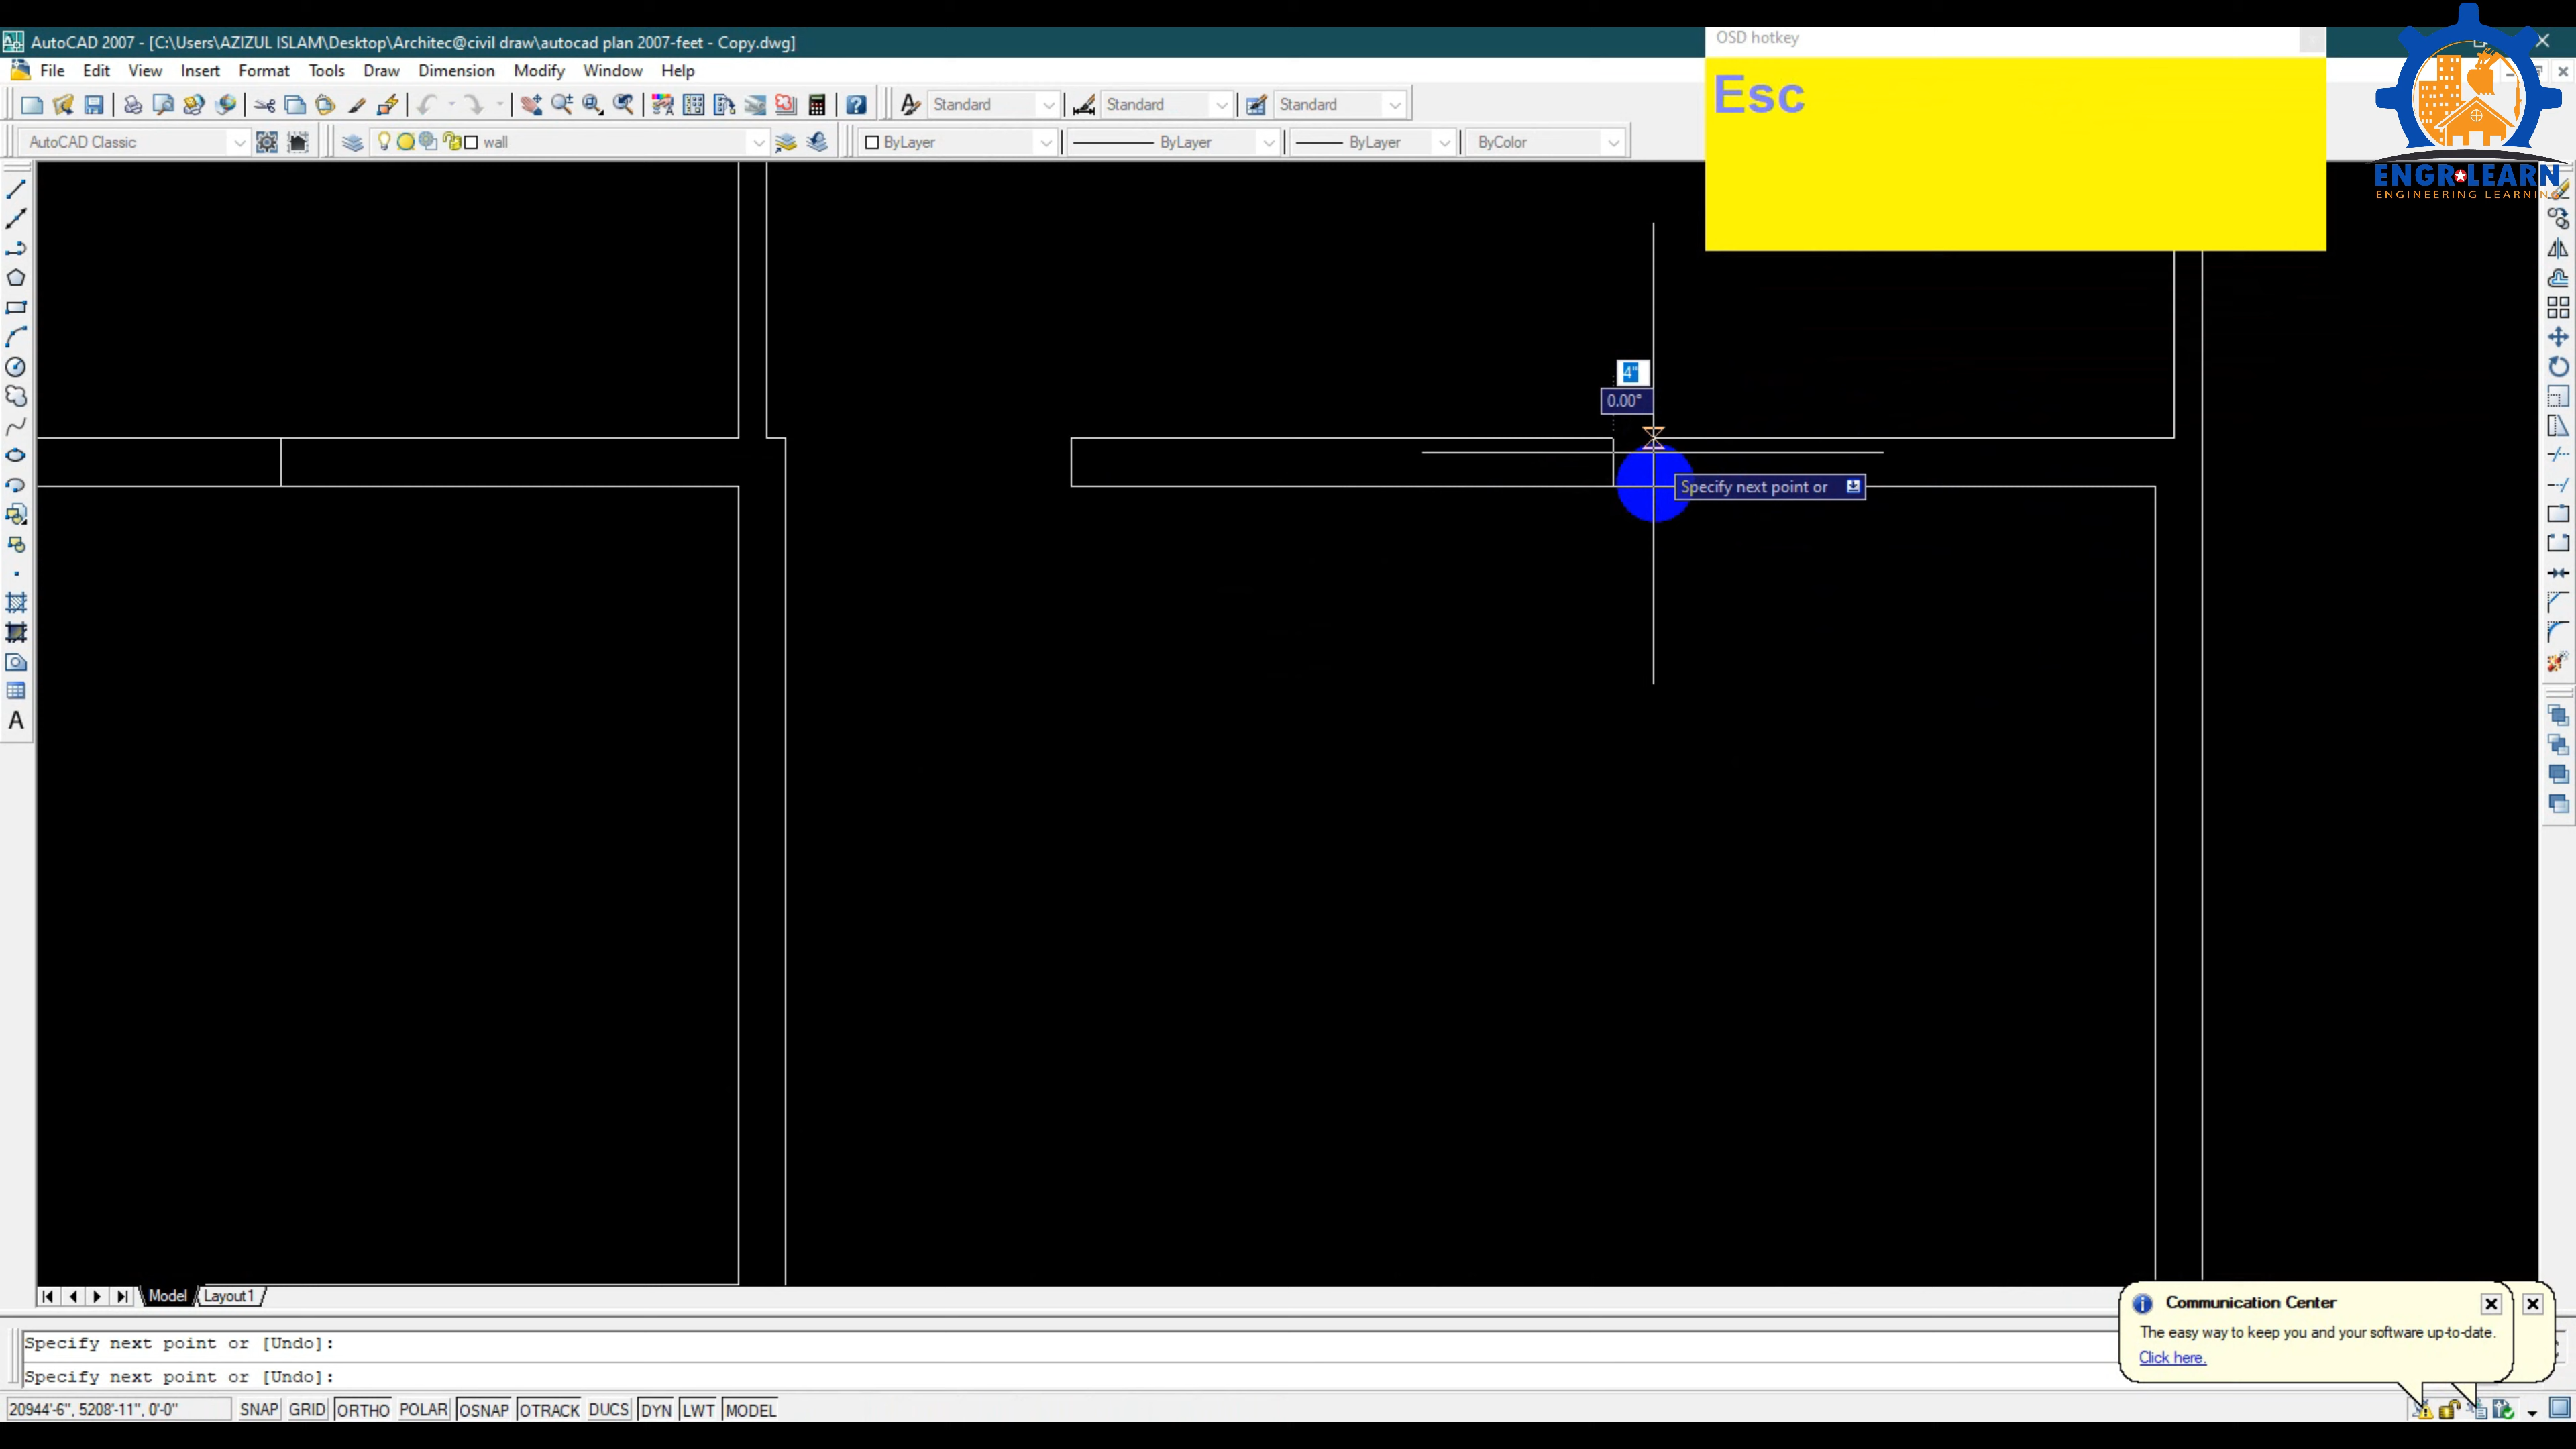 AutoCAD 2007 - [C:\Users\AZIZUL ISLAM\Desktop\Architec@civil draw\autocad plan 2007-feet - Copy.dwg]
OSD hotkey
File Edit View Insert Format Tools Draw Dimension Modify Window Help
Esc
Standard Standard Standard
AutoCAD Classic wall ByLayer ByLayer ByLayer ByColor
ENGR LEARN
ENGINEERING LEARNING
4"
0.00°
Specify next point or
A
Model Layout1
Communication Center
The easy way to keep you and your software up-to-date.
Click here.
Specify next point or [Undo]:
Specify next point or [Undo]:
20944'-6", 5208'-11", 0'-0" SNAP GRID ORTHO POLAR OSNAP OTRACK DUCS DYN LWT MODEL